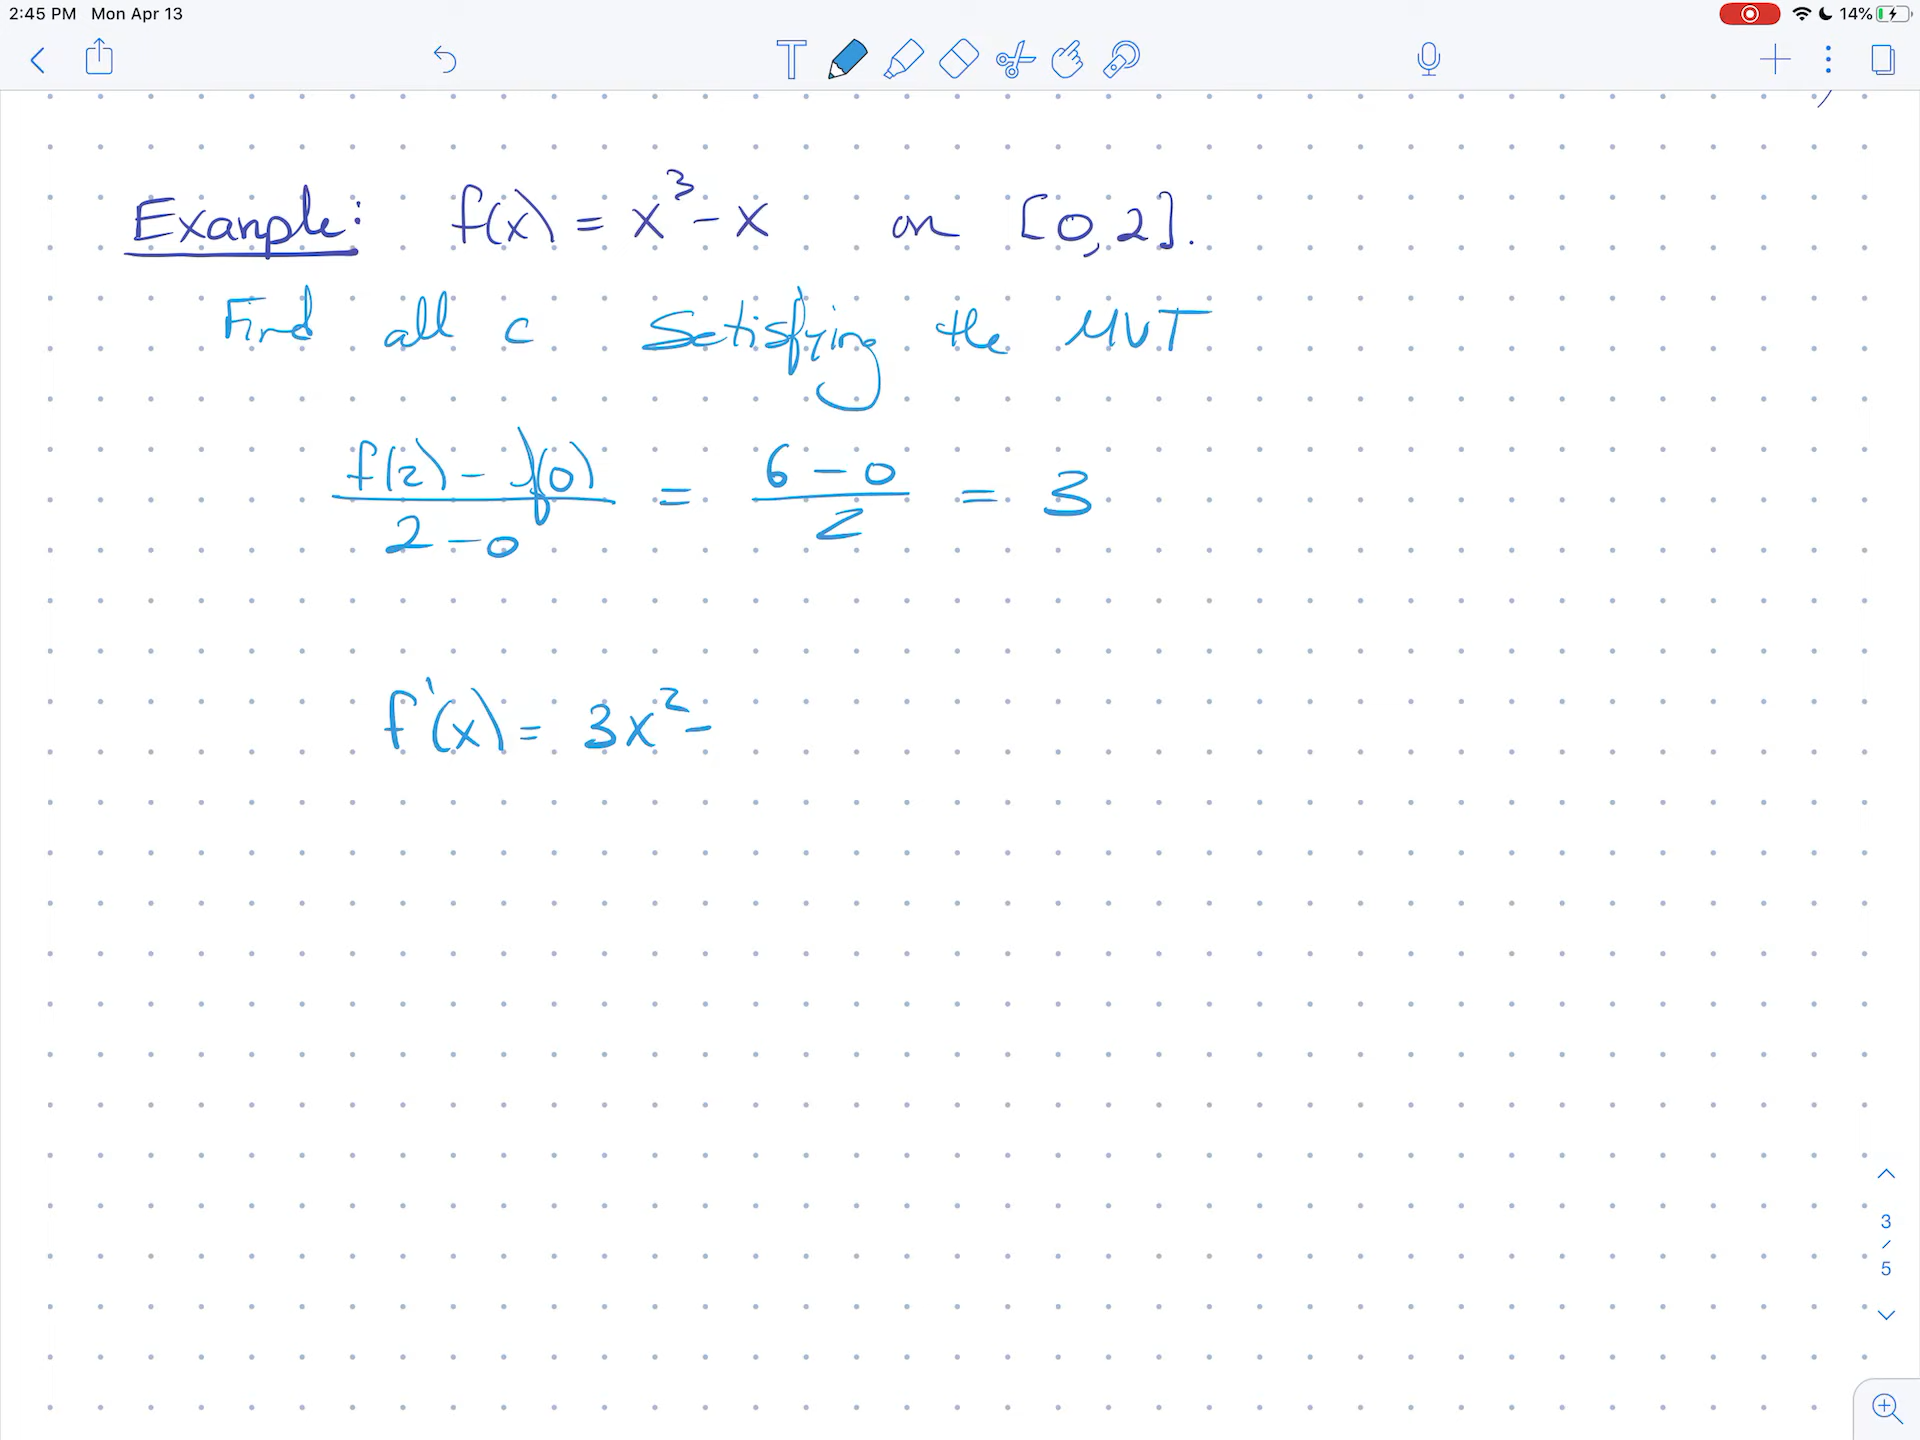 2:45 PM Mon Apr 13 14%
T
Example: f(x) = x³ - x on [0,2].
Find all c satisfying the MVT
f(2) - f(0) / 2 - 0 = 6 - 0 / 2 = 3
f'(x) = 3x² -
3
/
5